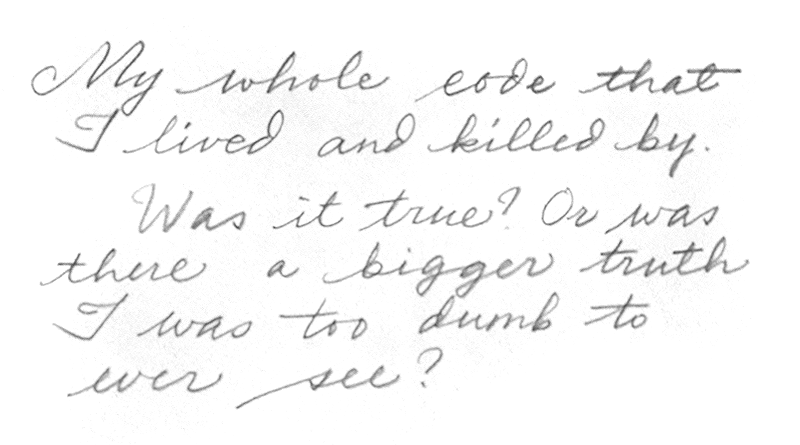 My whole code that
I lived and killed by.
Was it true? Or was
there a bigger truth
I was too dumb to
ever see?